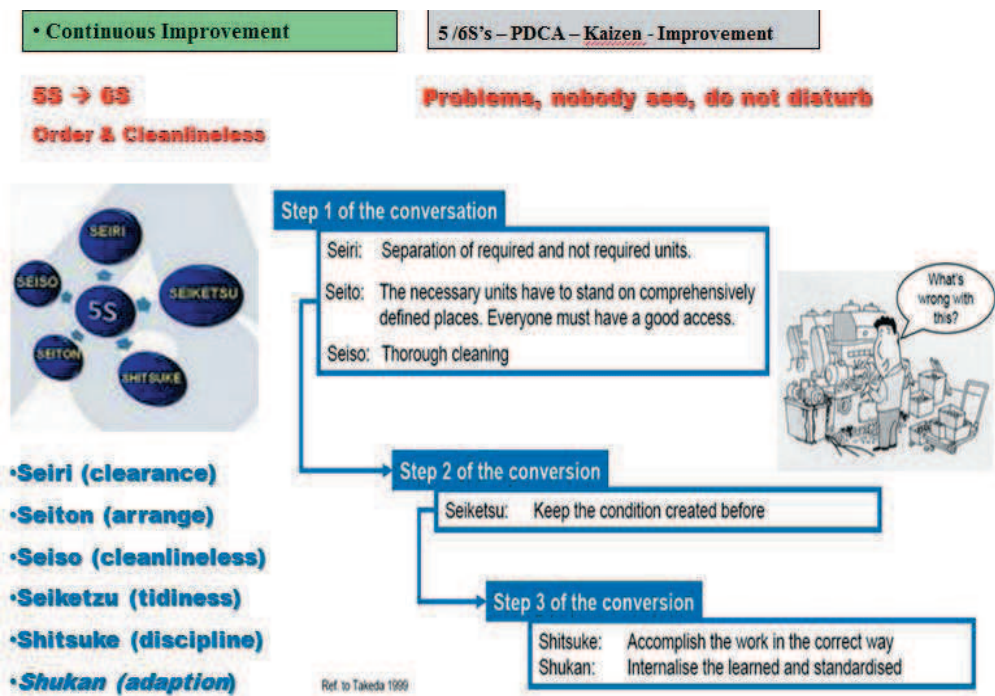 • Continuous Improvement
5 /6S's – PDCA – Kaizen - Improvement
5S → 6S
Order & Cleanlineless
Problems, nobody see, do not disturb
SEIRI
SEISO
SEIKETSU
5S
SEITON
SHITSUKE
Step 1 of the conversation
Seiri: Separation of required and not required units.
Seito: The necessary units have to stand on comprehensively
defined places. Everyone must have a good access.
Seiso: Thorough cleaning
What's
wrong with
this?
Step 2 of the conversion
Seiketsu: Keep the condition created before
Step 3 of the conversion
Shitsuke: Accomplish the work in the correct way
Shukan: Internalise the learned and standardised
•Seiri (clearance)
•Seiton (arrange)
•Seiso (cleanlineless)
•Seiketzu (tidiness)
•Shitsuke (discipline)
•Shukan (adaption)
Ref. to Takeda 1999